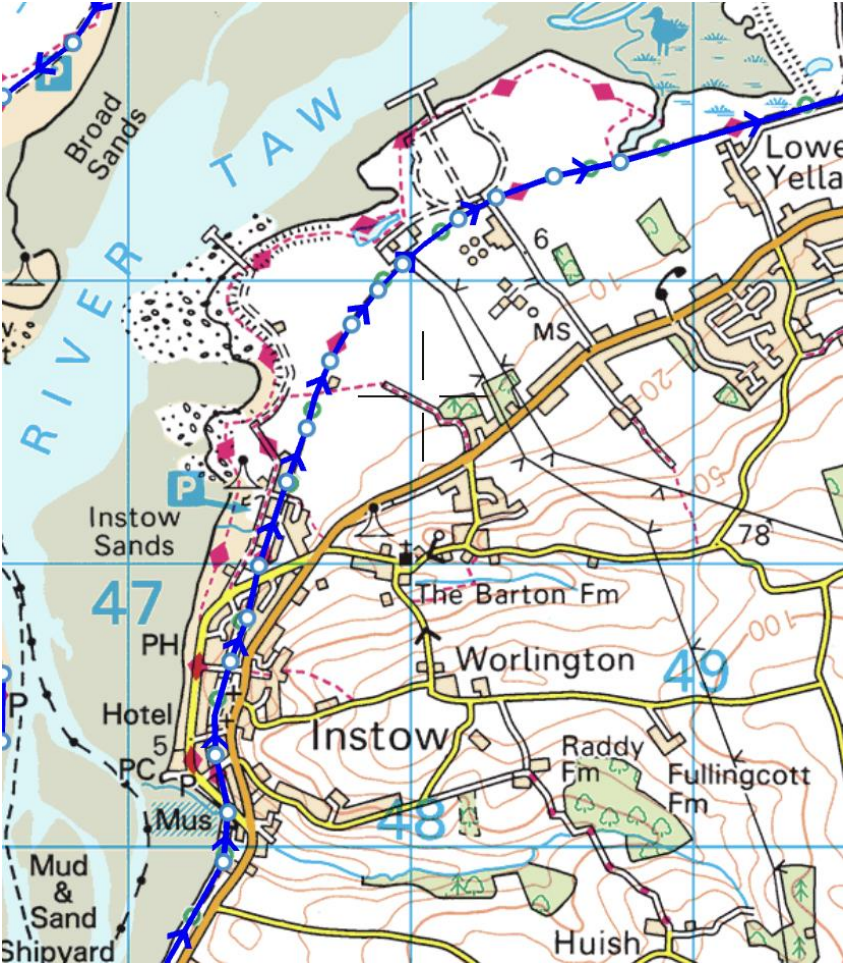 P
Broad
Sands
RIVER TAW
Lowe
Yella
6
10
MS
20
50
P
Instow
Sands
78
47
The Barton Fm
100
PH
Worlington
49
P
Hotel
5
PC
P
Instow
Raddy
Fm
Fullingcott
Fm
Mus
48
Mud
&
Sand
Shipyard
Huish